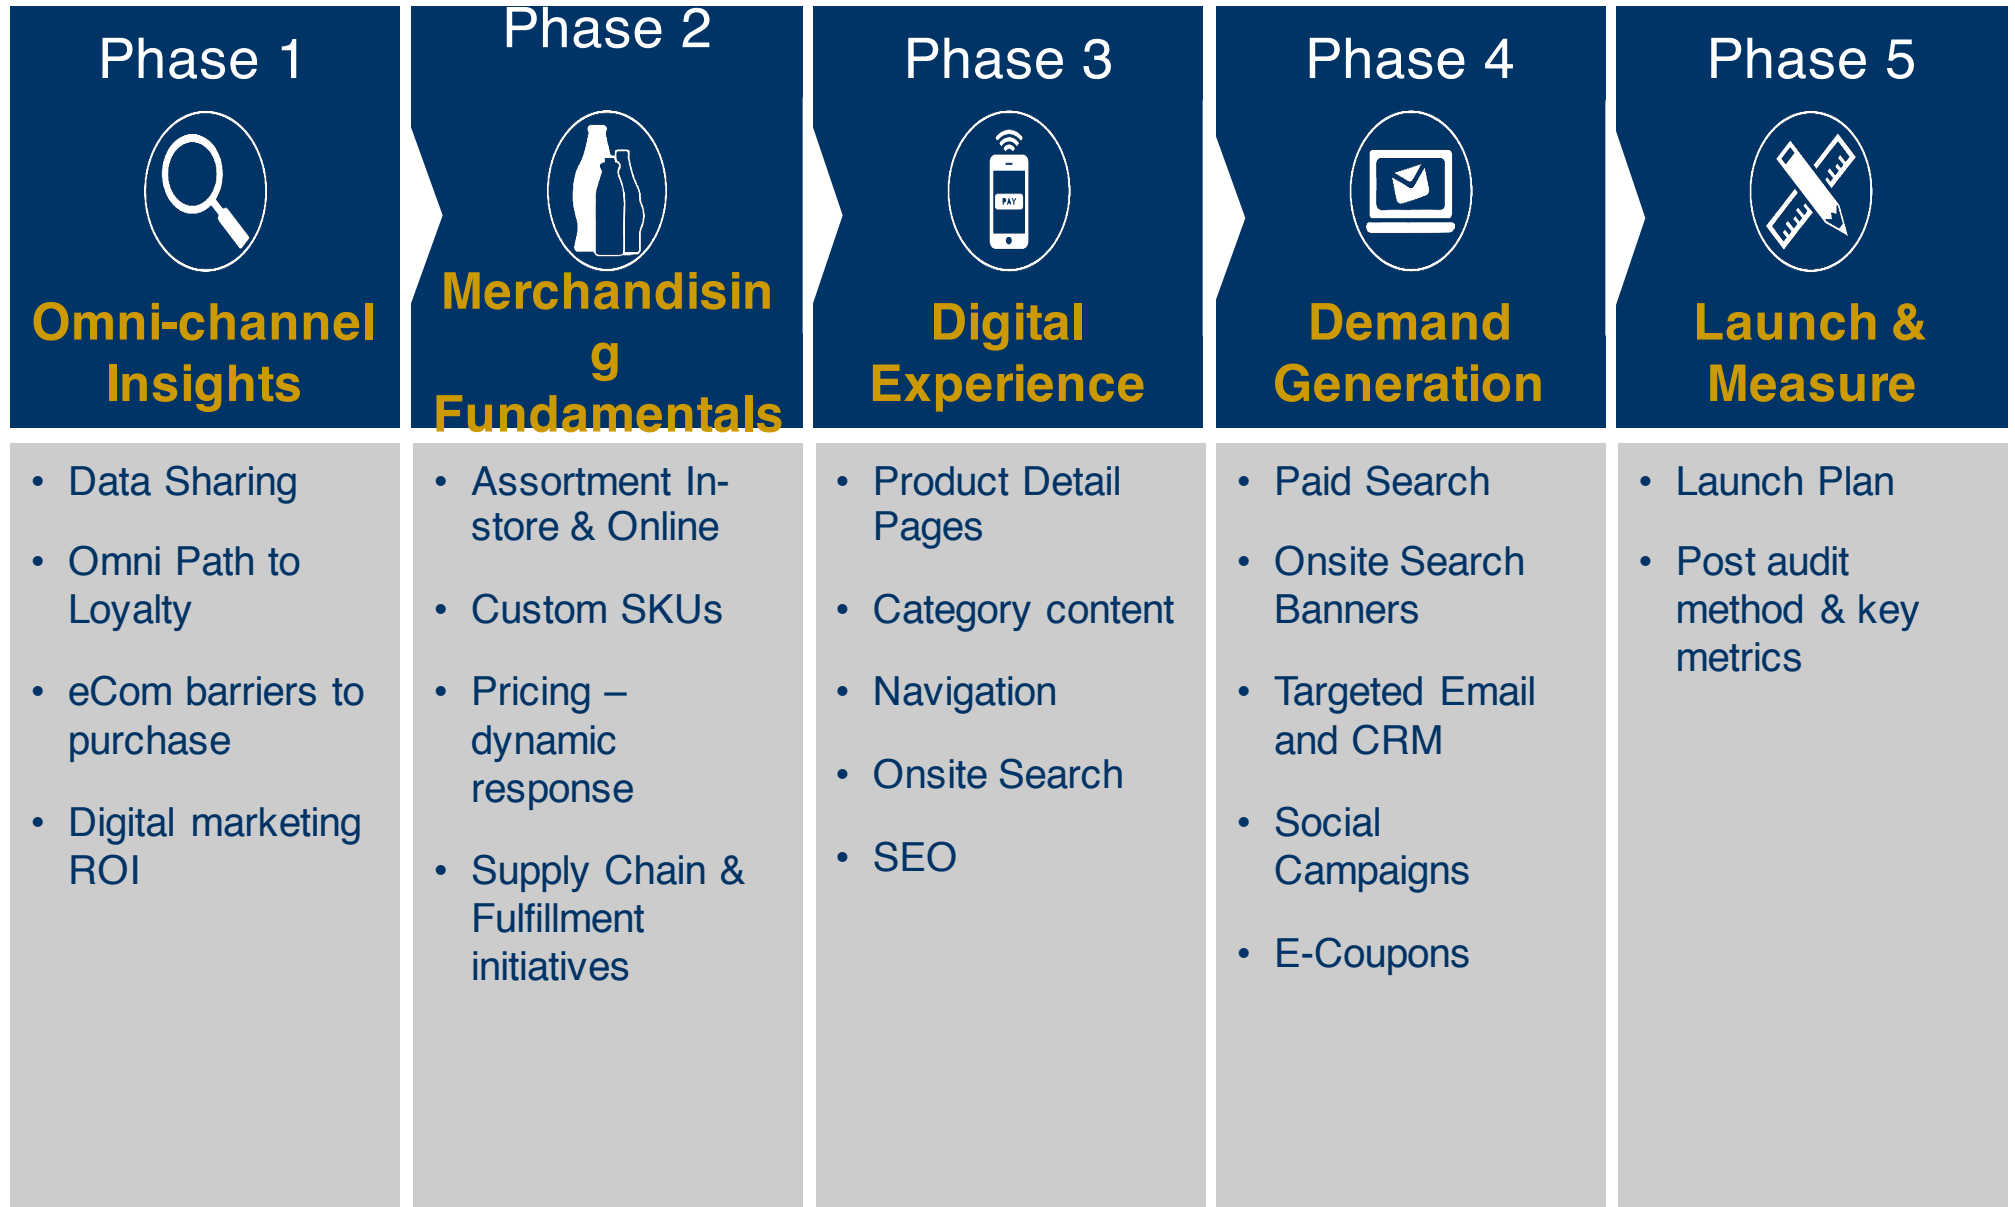 Phase 1
Omni-channel
Insights
• Data Sharing
• Omni Path to
Loyalty
• eCom barriers to
purchase
• Digital marketing
ROI
Phase 2
Merchandisin
g
Fundamentals
• Assortment In-
store & Online
• Custom SKUs
• Pricing –
dynamic
response
• Supply Chain &
Fulfillment
initiatives
Phase 3
PAY
Digital
Experience
• Product Detail
Pages
• Category content
• Navigation
• Onsite Search
• SEO
Phase 4
Demand
Generation
• Paid Search
• Onsite Search
Banners
• Targeted Email
and CRM
• Social
Campaigns
• E-Coupons
Phase 5
Launch &
Measure
• Launch Plan
• Post audit
method & key
metrics